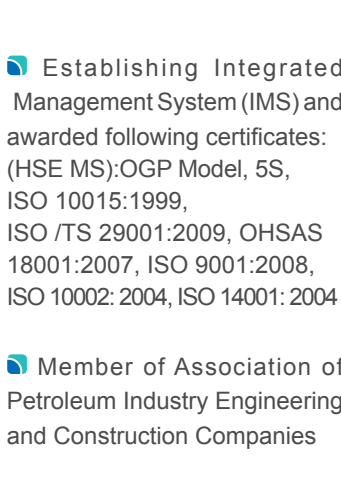 Establishing Integrated
Management System (IMS) and
awarded following certificates:
(HSE MS):OGP Model, 5S,
ISO 10015:1999,
ISO /TS 29001:2009, OHSAS
18001:2007, ISO 9001:2008,
ISO 10002: 2004, ISO 14001: 2004
Member of Association of
Petroleum Industry Engineering
and Construction Companies